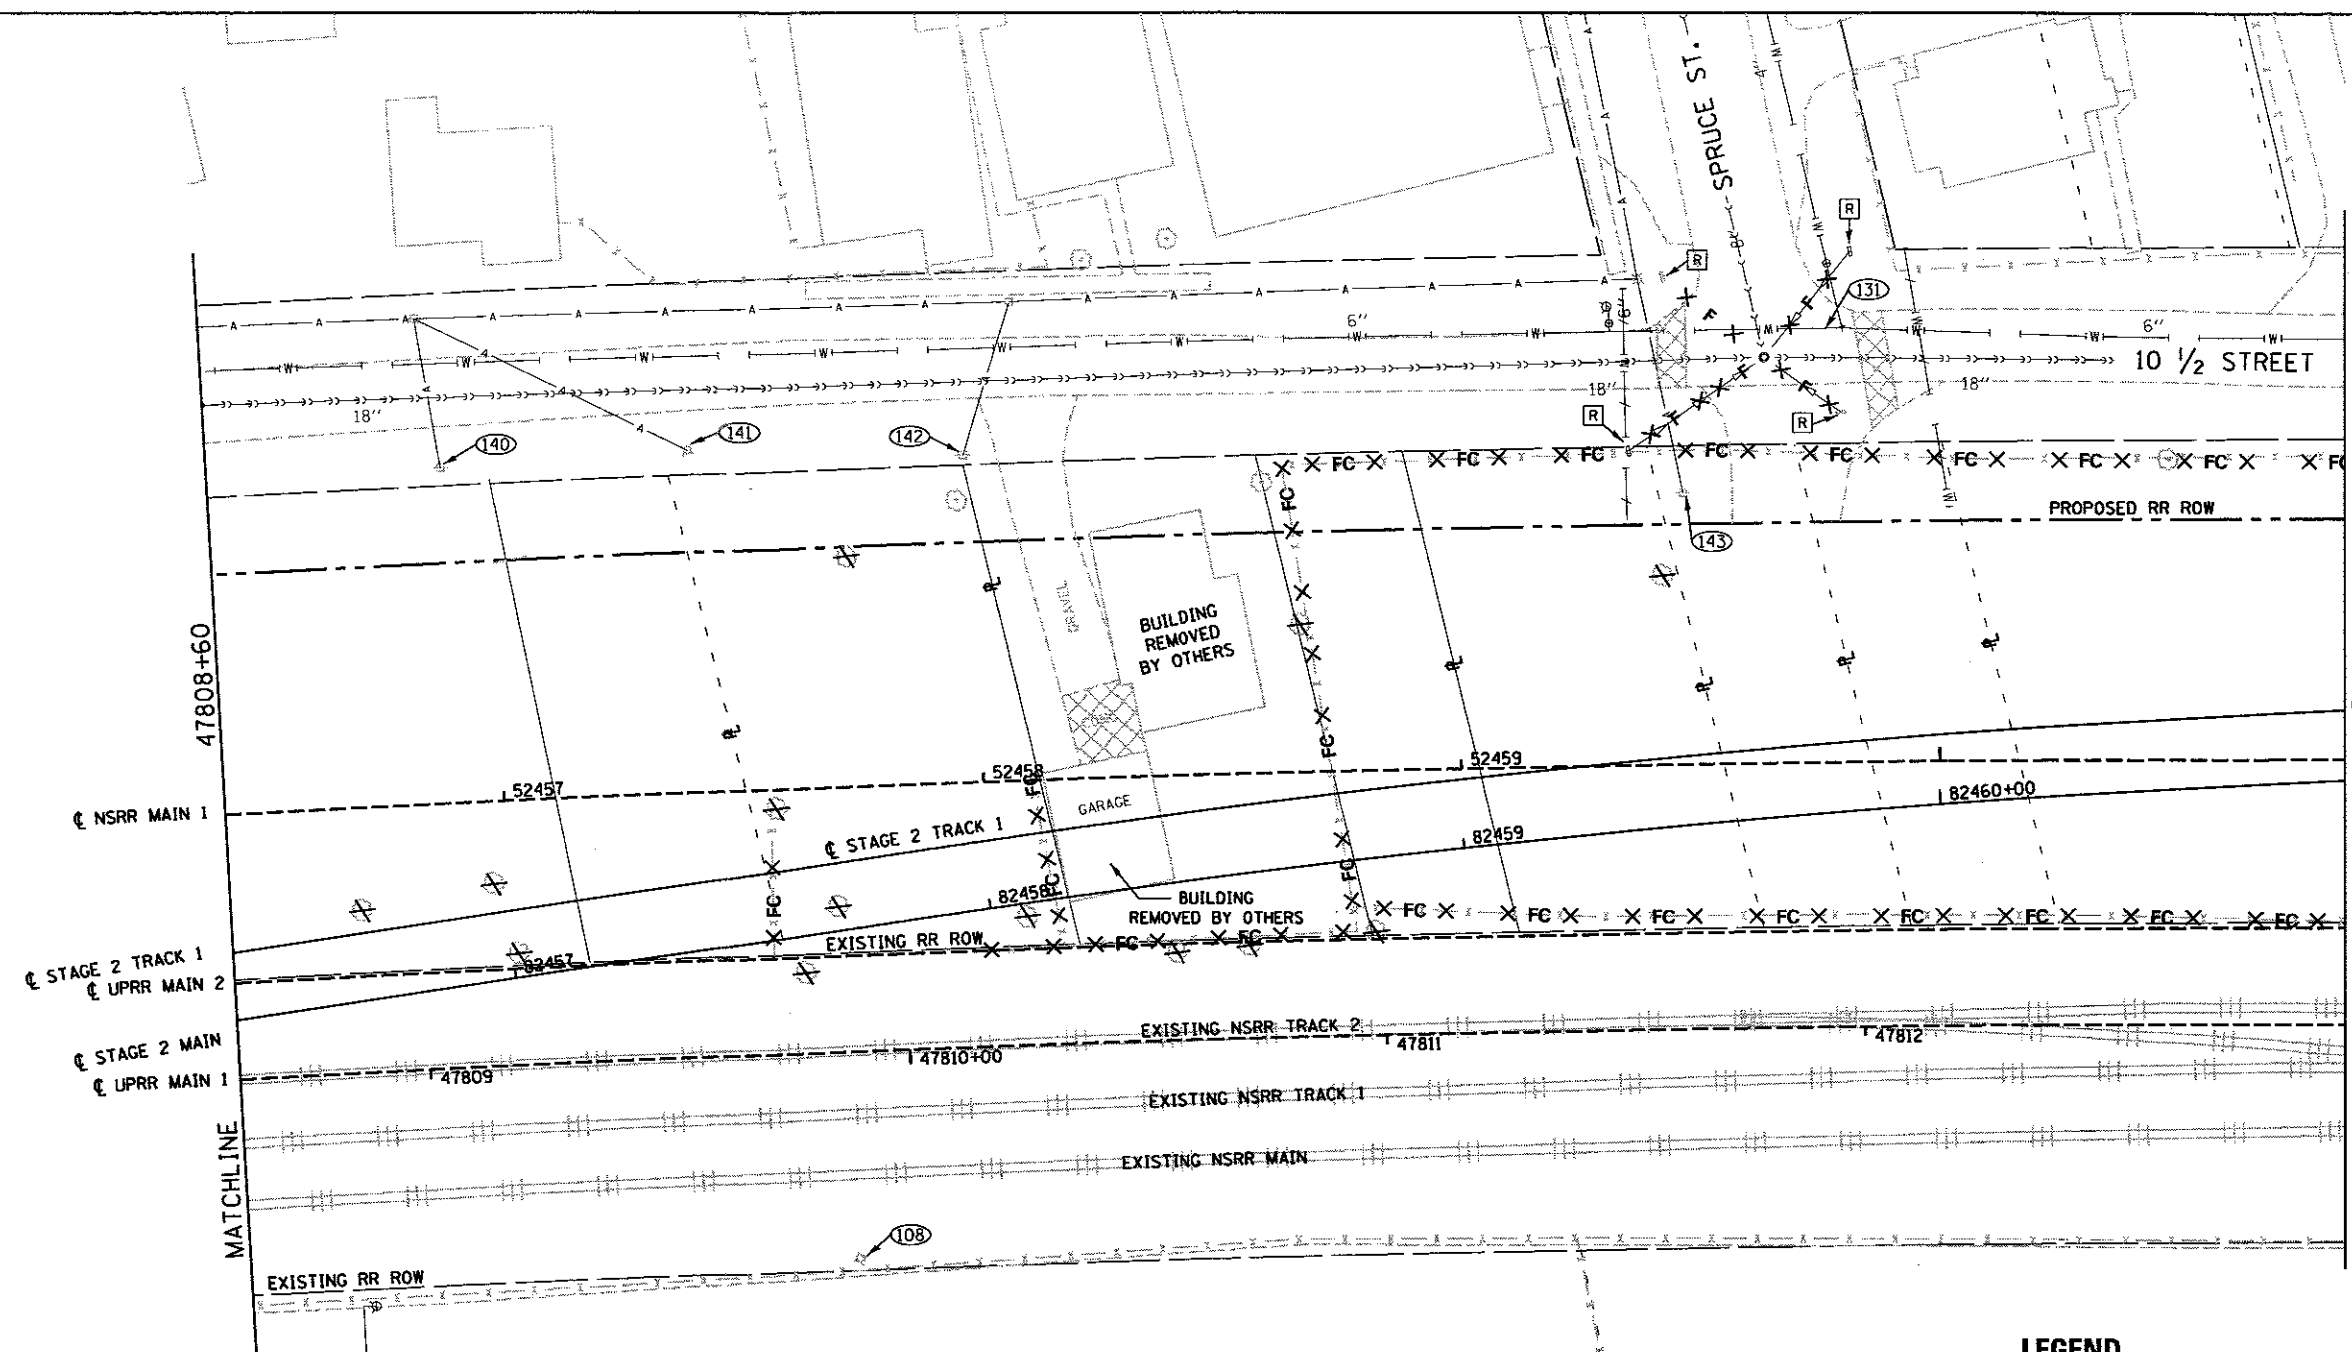 SPRUCE ST.
4"
8"
R
R
131
6"
6"
6"
10 ½ STREET
18"
18"
18"
R
R
140
141
142
143
PROPOSED RR ROW
GRAVEL
BUILDING
REMOVED
BY OTHERS
47808+60
52457
52458
52459
℄ NSRR MAIN 1
82460+00
GARAGE
℄ STAGE 2 TRACK 1
82459
82458
BUILDING
REMOVED BY OTHERS
EXISTING RR ROW
82457
℄ STAGE 2 TRACK 1
℄ UPRR MAIN 2
EXISTING NSRR TRACK 2
℄ STAGE 2 MAIN
℄ UPRR MAIN 1
47809
47810+00
47811
47812
EXISTING NSRR TRACK 1
MATCHLINE
EXISTING NSRR MAIN
108
EXISTING RR ROW
LEGEND